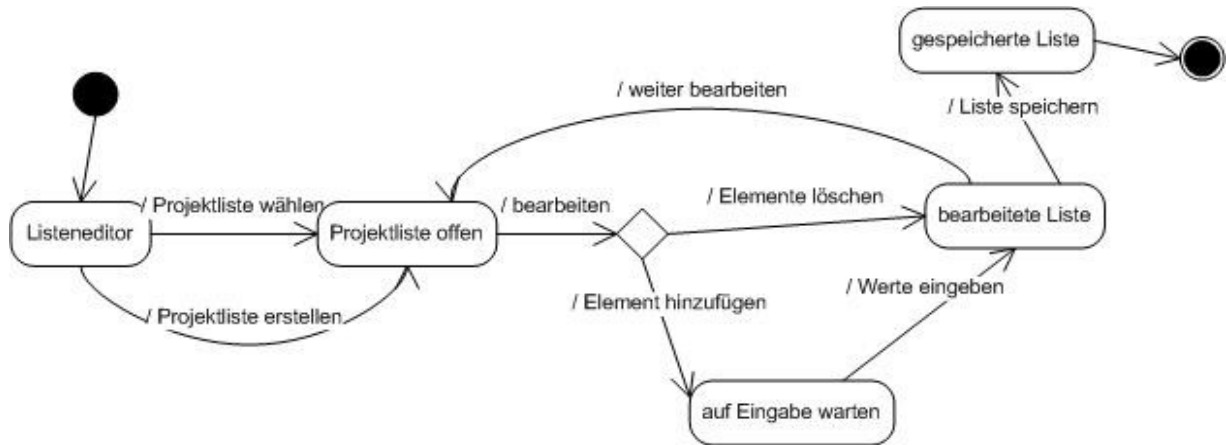 gespeicherte Liste
/ weiter bearbeiten
/ Liste speichern
/ Projektliste wählen
/ bearbeiten
/ Elemente löschen
Listeneditor
Projektliste offen
bearbeitete Liste
/ Projektliste erstellen
/ Element hinzufügen
/ Werte eingeben
auf Eingabe warten